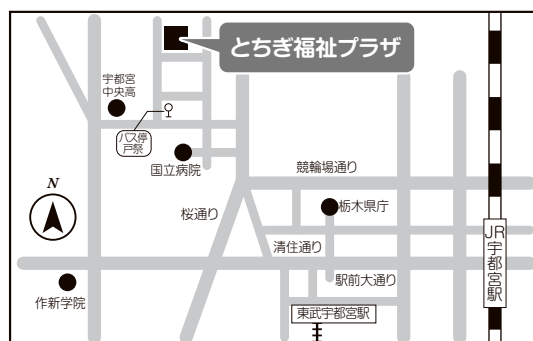 とちぎ福祉プラザ
宇都宮
中央高
バス停
戸祭
国立病院
競輪場通り
N
桜通り
栃木県庁
清住通り
JR宇都宮駅
駅前大通り
作新学院
東武宇都宮駅